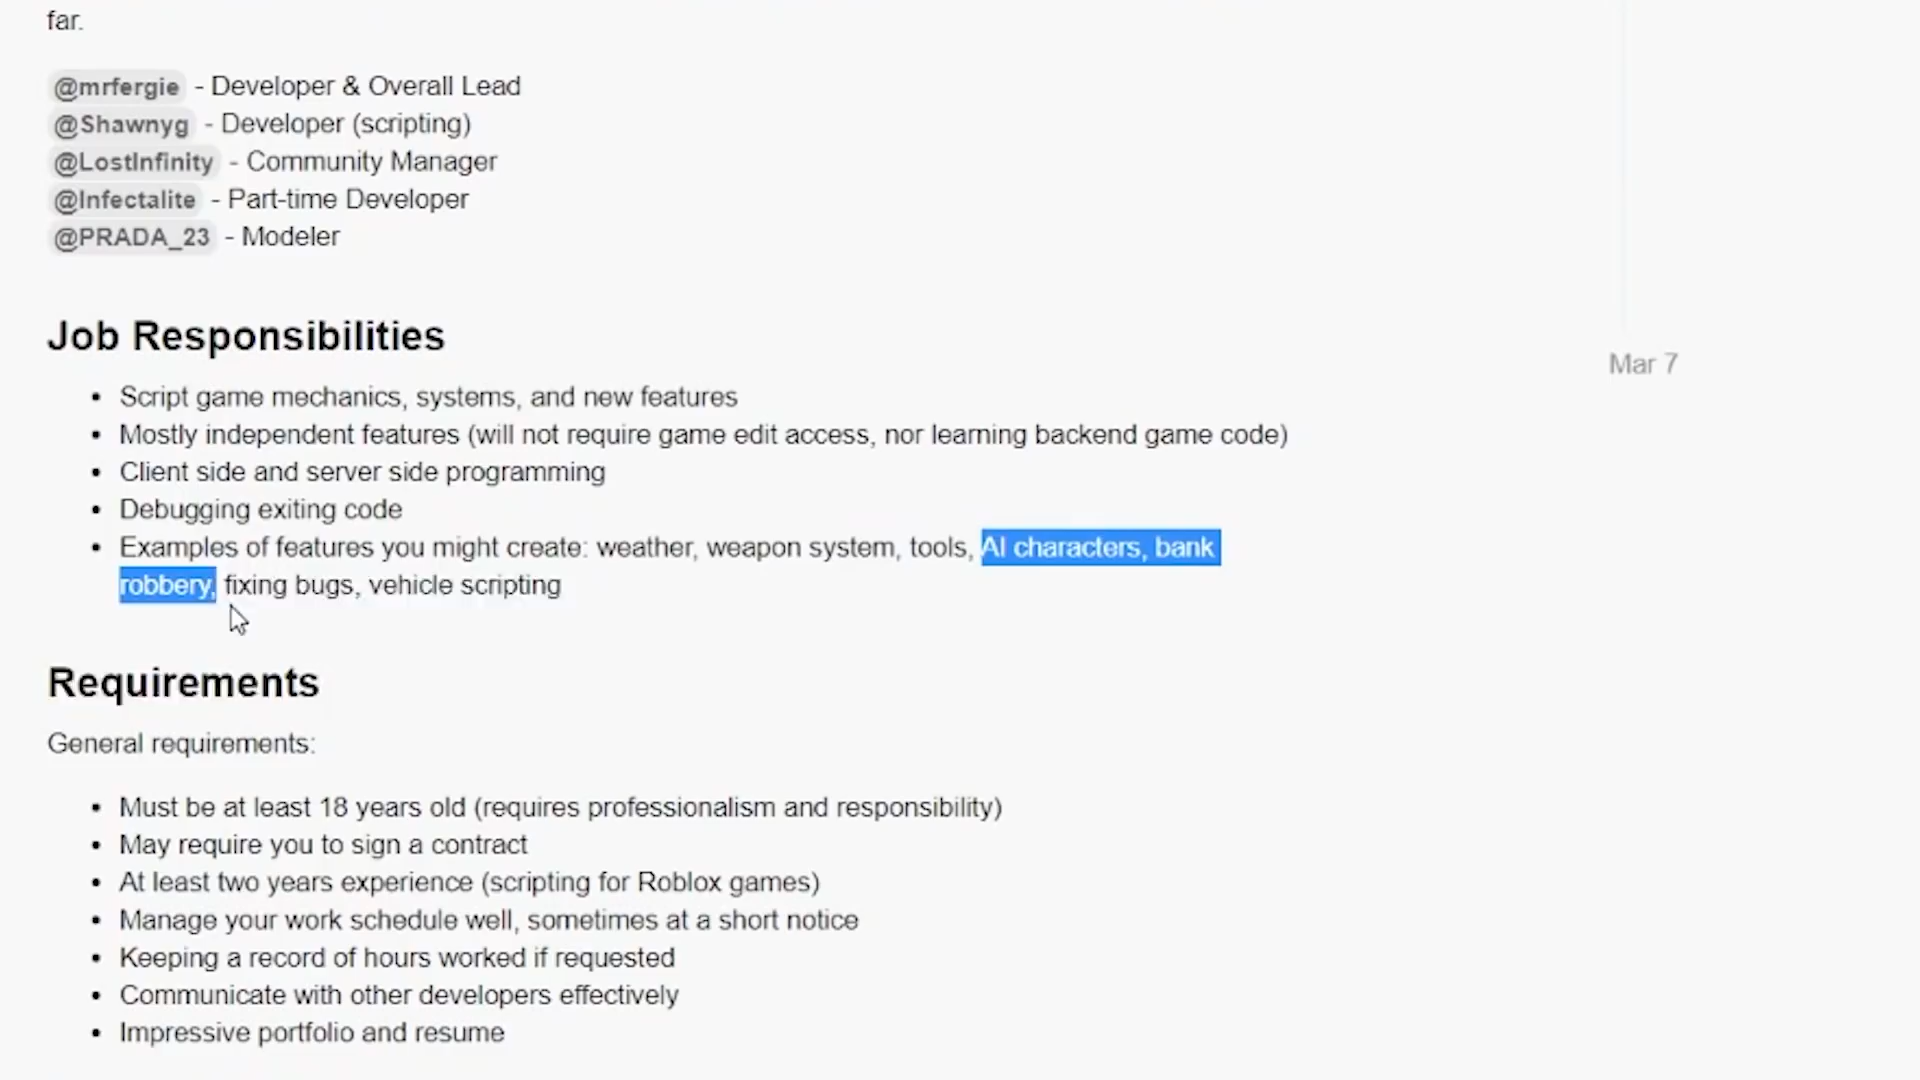 far.
@mrfergie - Developer & Overall Lead
@Shawnyg - Developer (scripting)
@LostInfinity - Community Manager
@Infectalite - Part-time Developer
@PRADA_23 - Modeler
Job Responsibilities
• Script game mechanics, systems, and new features
Mar 7
• Mostly independent features (will not require game edit access, nor learning backend game code)
• Client side and server side programming
• Debugging exiting code
• Examples of features you might create: weather, weapon system, tools, AI characters, bank
robbery, fixing bugs, vehicle scripting
Requirements
General requirements:
• Must be at least 18 years old (requires professionalism and responsibility)
• May require you to sign a contract
• At least two years experience (scripting for Roblox games)
• Manage your work schedule well, sometimes at a short notice
• Keeping a record of hours worked if requested
• Communicate with other developers effectively
• Impressive portfolio and resume